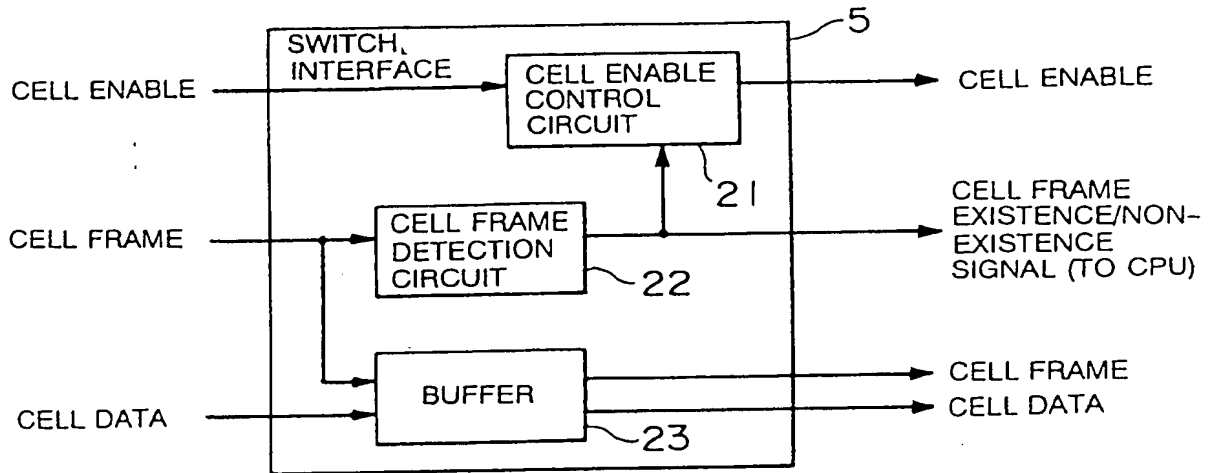 5
SWITCH
INTERFACE
CELL ENABLE
CELL ENABLE
CONTROL
CIRCUIT
CELL ENABLE
21
CELL FRAME
CELL FRAME
DETECTION
CIRCUIT
22
CELL FRAME
EXISTENCE/NON-
EXISTENCE
SIGNAL (TO CPU)
CELL DATA
BUFFER
23
CELL FRAME
CELL DATA